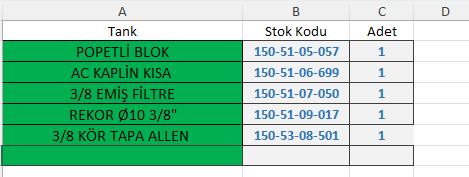 A B C D
Tank Stok Kodu Adet
POPETLİ BLOK 150-51-05-057 1
AC KAPLİN KISA 150-51-06-699 1
3/8 EMİŞ FİLTRE 150-51-07-050 1
REKOR Ø10 3/8" 150-51-09-017 1
3/8 KÖR TAPA ALLEN 150-53-08-501 1